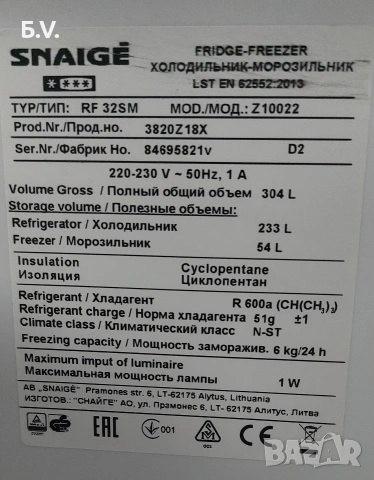 Б.V.
SNAIGĖ
FRIDGE-FREEZER
ХОЛОДИЛЬНИК-МОРОЗИЛЬНИК
LST EN 62552:2013
TYP/ТИП: RF 32SM MOD./МОД.: Z10022
Prod.Nr/Прод.но. 3820Z18X
Ser.Nr/Фабрик Но. 84695821v D2
220-230 V ~ 50Hz, 1 A
Volume Gross / Полный общий объем 304 L
Storage volume / Полезные объемы:
Refrigerator / Холодильник 233 L
Freezer / Морозильник 54 L
Insulation Cyclopentane
Изоляция Циклопентан
Refrigerant / Хладагент R 600a (CH(CH3)3)
Refrigerant charge / Норма хладагента 51g ±1
Climate class / Климатический класс N-ST
Freezing capacity / Мощность заморажив. 6 kg/24 h
Maximum imput of luminaire
Максимальная мощность лампы 1 W
AB „SNAIGĖ" Pramones str. 6, LT-62175 Alytus, Lithuania
ИЗГОТОВ.: "СНАЙГЕ" АО, ул. Прамонес 6, LT-62175 Алитус, Литва
EAC
001
001
CE
BAZAR